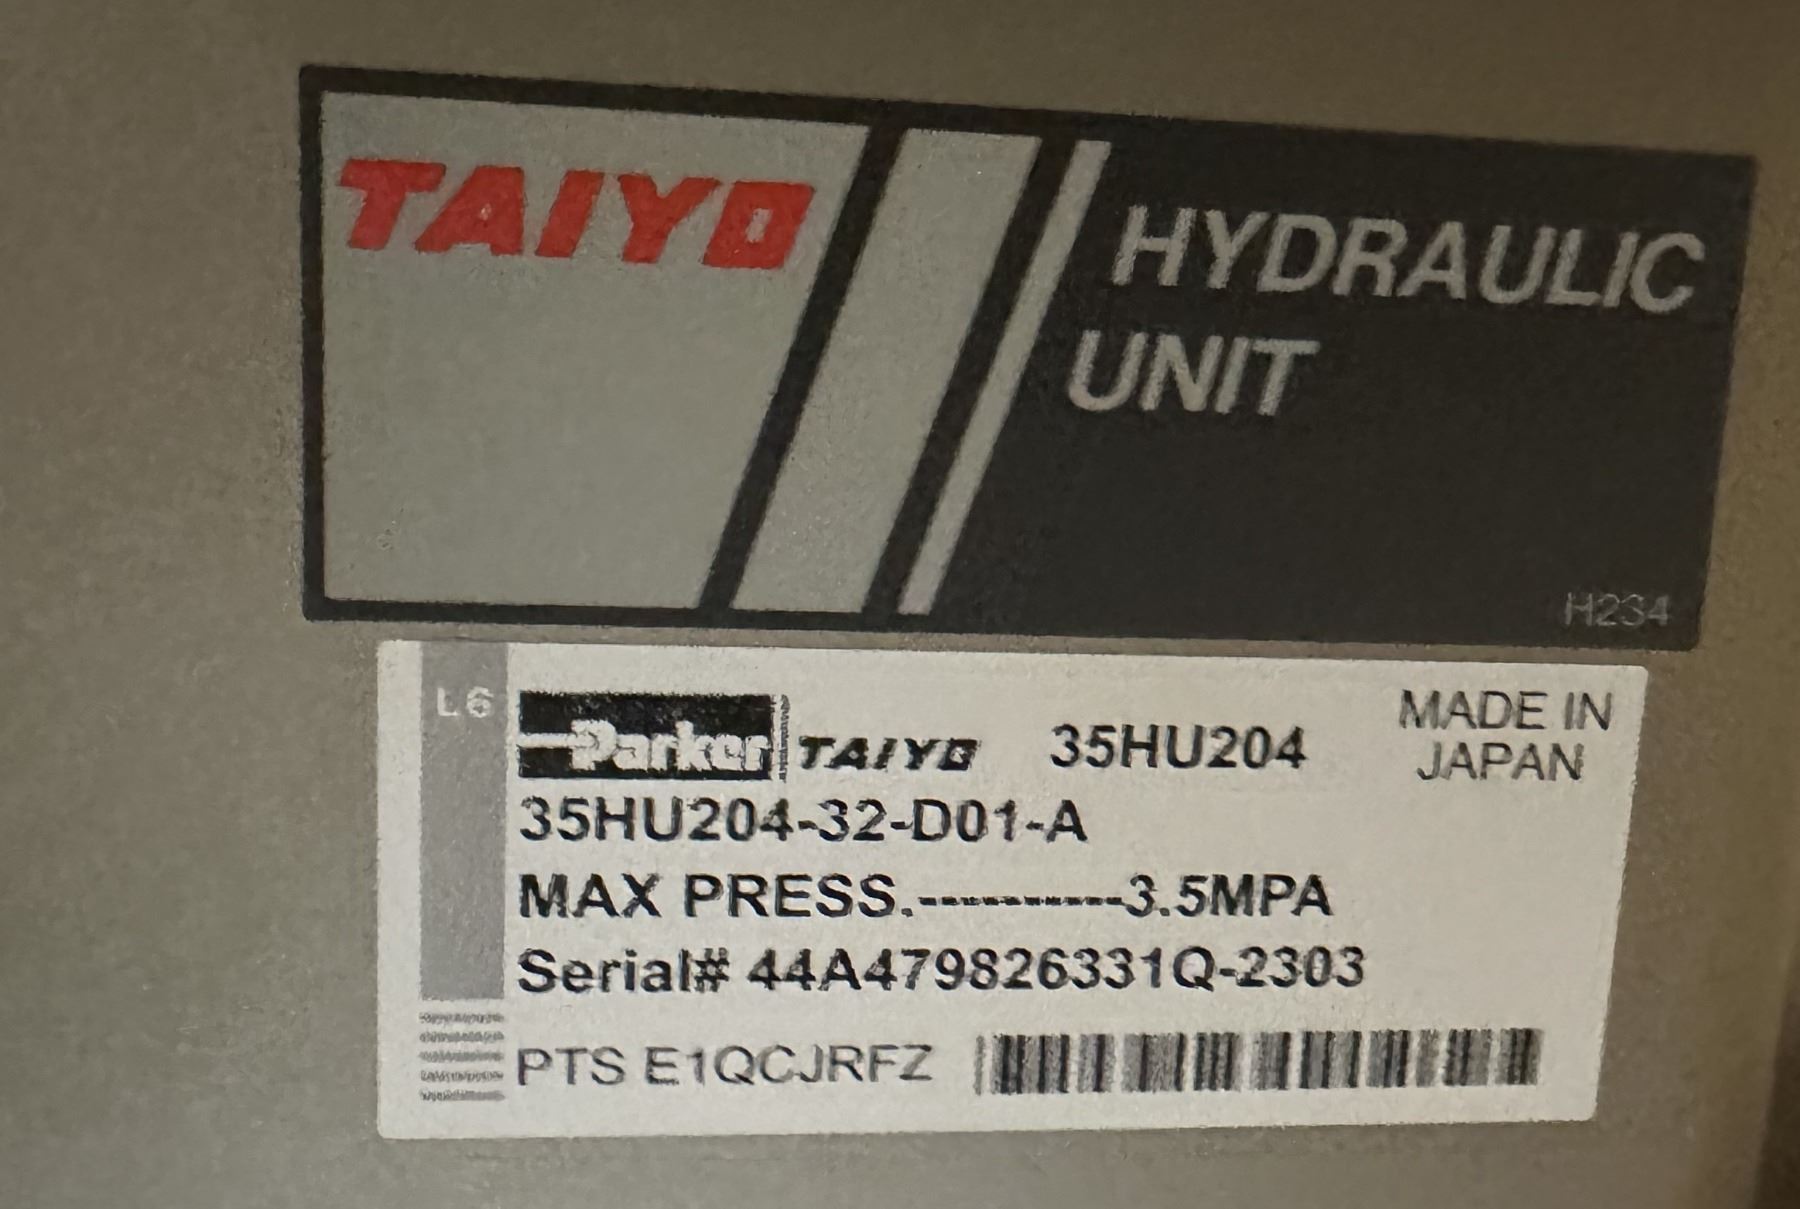 TAIYO
HYDRAULIC
UNIT
H234
L6
Parker TAIYO 35HU204
MADE IN
JAPAN
35HU204-32-D01-A
MAX PRESS.-----------3.5MPA
Serial# 44A479826331Q-2303
PTS E1QCJRFZ